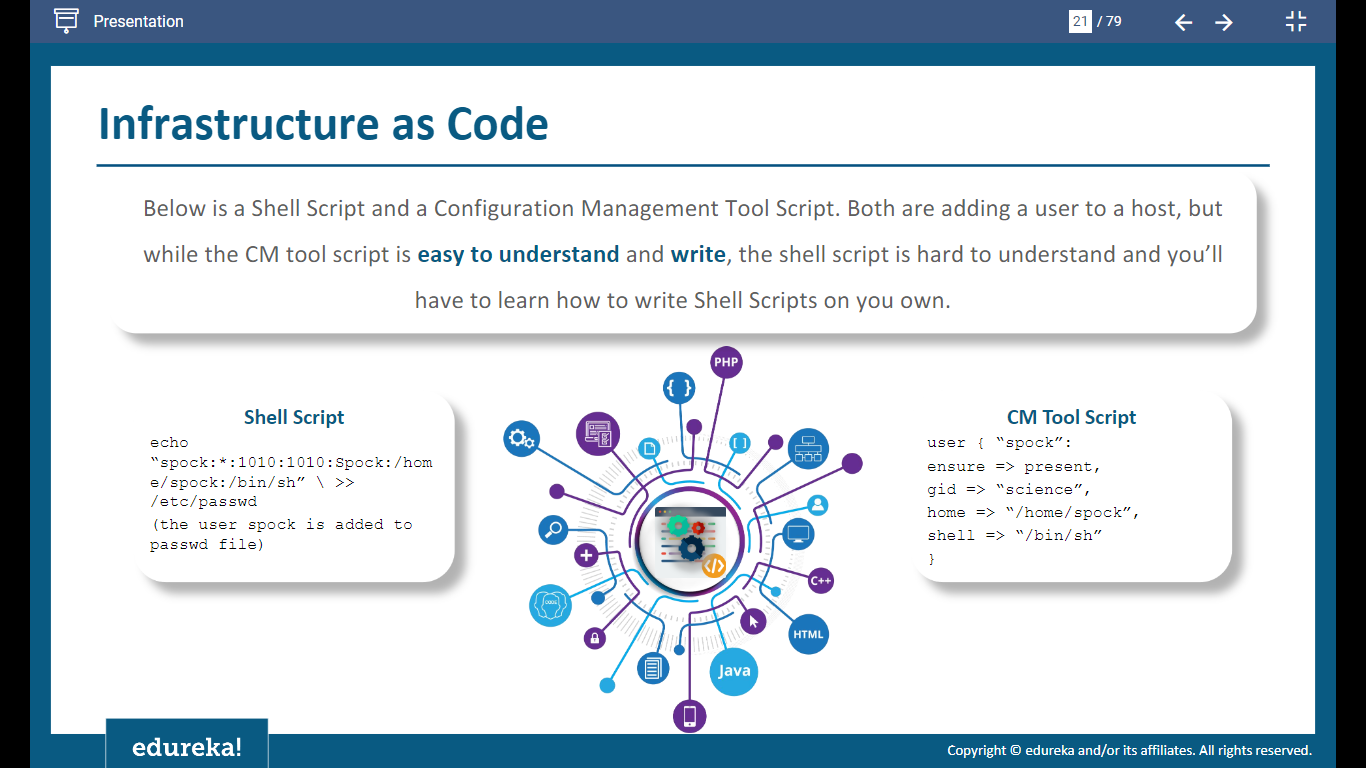 Presentation
21 / 79
Infrastructure as Code
Below is a Shell Script and a Configuration Management Tool Script. Both are adding a user to a host, but
while the CM tool script is easy to understand and write, the shell script is hard to understand and you’ll
have to learn how to write Shell Scripts on you own.
Shell Script
echo
“spock:*:1010:1010:Spock:/hom
e/spock:/bin/sh” \ >>
/etc/passwd
(the user spock is added to
passwd file)
PHP
{ }
[ ]
</>
CODE
C++
HTML
Java
CM Tool Script
user { “spock”:
ensure => present,
gid => “science”,
home => “/home/spock”,
shell => “/bin/sh”
}
edureka!
Copyright © edureka and/or its affiliates. All rights reserved.